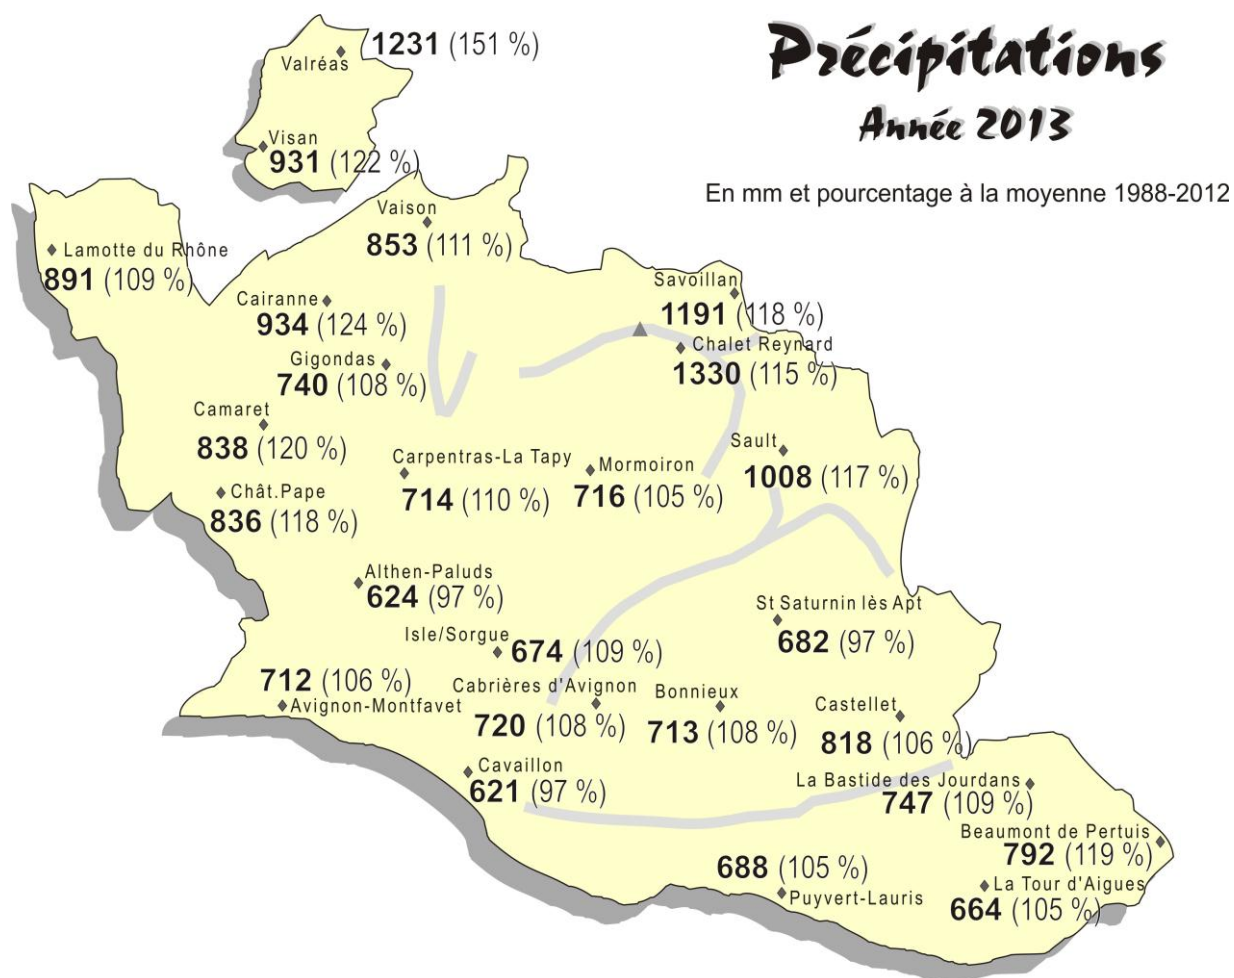 Précipitations
Année 2013
En mm et pourcentage à la moyenne 1988-2012
1231 (151 %)
Valréas
Visan
931 (122 %)
Vaison
853 (111 %)
Lamotte du Rhône
891 (109 %)
Savoillan
1191 (118 %)
Cairanne
934 (124 %)
Chalet Reynard
1330 (115 %)
Gigondas
740 (108 %)
Camaret
838 (120 %)
Sault
1008 (117 %)
Carpentras-La Tapy
714 (110 %)
Mormoiron
716 (105 %)
Chât.Pape
836 (118 %)
Althen-Paluds
624 (97 %)
St Saturnin lès Apt
682 (97 %)
Isle/Sorgue
674 (109 %)
712 (106 %)
Avignon-Montfavet
Cabrières d'Avignon
720 (108 %)
Bonnieux
713 (108 %)
Castellet
818 (106 %)
Cavaillon
621 (97 %)
La Bastide des Jourdans
747 (109 %)
Beaumont de Pertuis
792 (119 %)
688 (105 %)
Puyvert-Lauris
La Tour d'Aigues
664 (105 %)